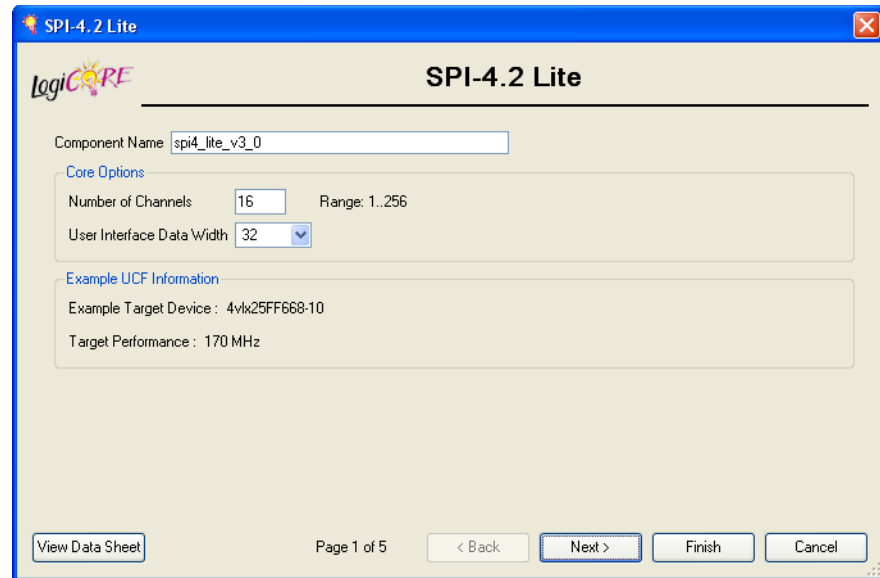 SPI-4.2 Lite
LogiCORE
SPI-4.2 Lite
Component Name spi4_lite_v3_0
Core Options
Number of Channels 16 Range: 1..256
User Interface Data Width 32
Example UCF Information
Example Target Device : 4vlx25FF668-10
Target Performance : 170 MHz
View Data Sheet Page 1 of 5 < Back Next > Finish Cancel